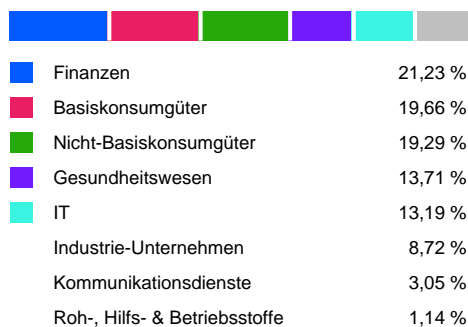 Finanzen 21,23 %
Basiskonsumgüter 19,66 %
Nicht-Basiskonsumgüter 19,29 %
Gesundheitswesen 13,71 %
IT 13,19 %
Industrie-Unternehmen 8,72 %
Kommunikationsdienste 3,05 %
Roh-, Hilfs- & Betriebsstoffe 1,14 %